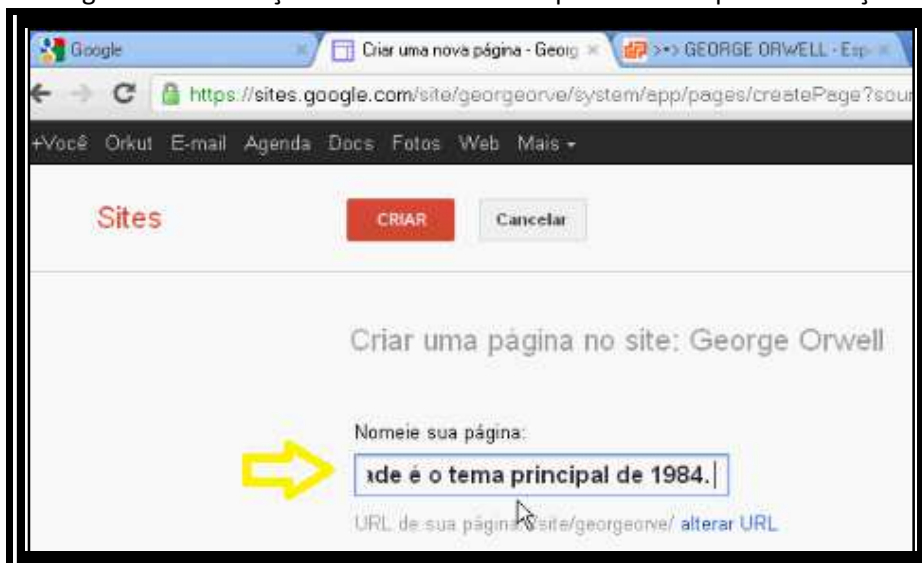 Google
Criar uma nova página - Georg
>•> GEORGE ORWELL - Esp
https://sites.google.com/site/georgeorve/system/app/pages/createPage?sour
+Você Orkut E-mail Agenda Docs Fotos Web Mais
Sites CRIAR Cancelar
Criar uma página no site: George Orwell
Nomeie sua página:
ade é o tema principal de 1984.
URL de sua página: /site/georgeorve/ alterar URL